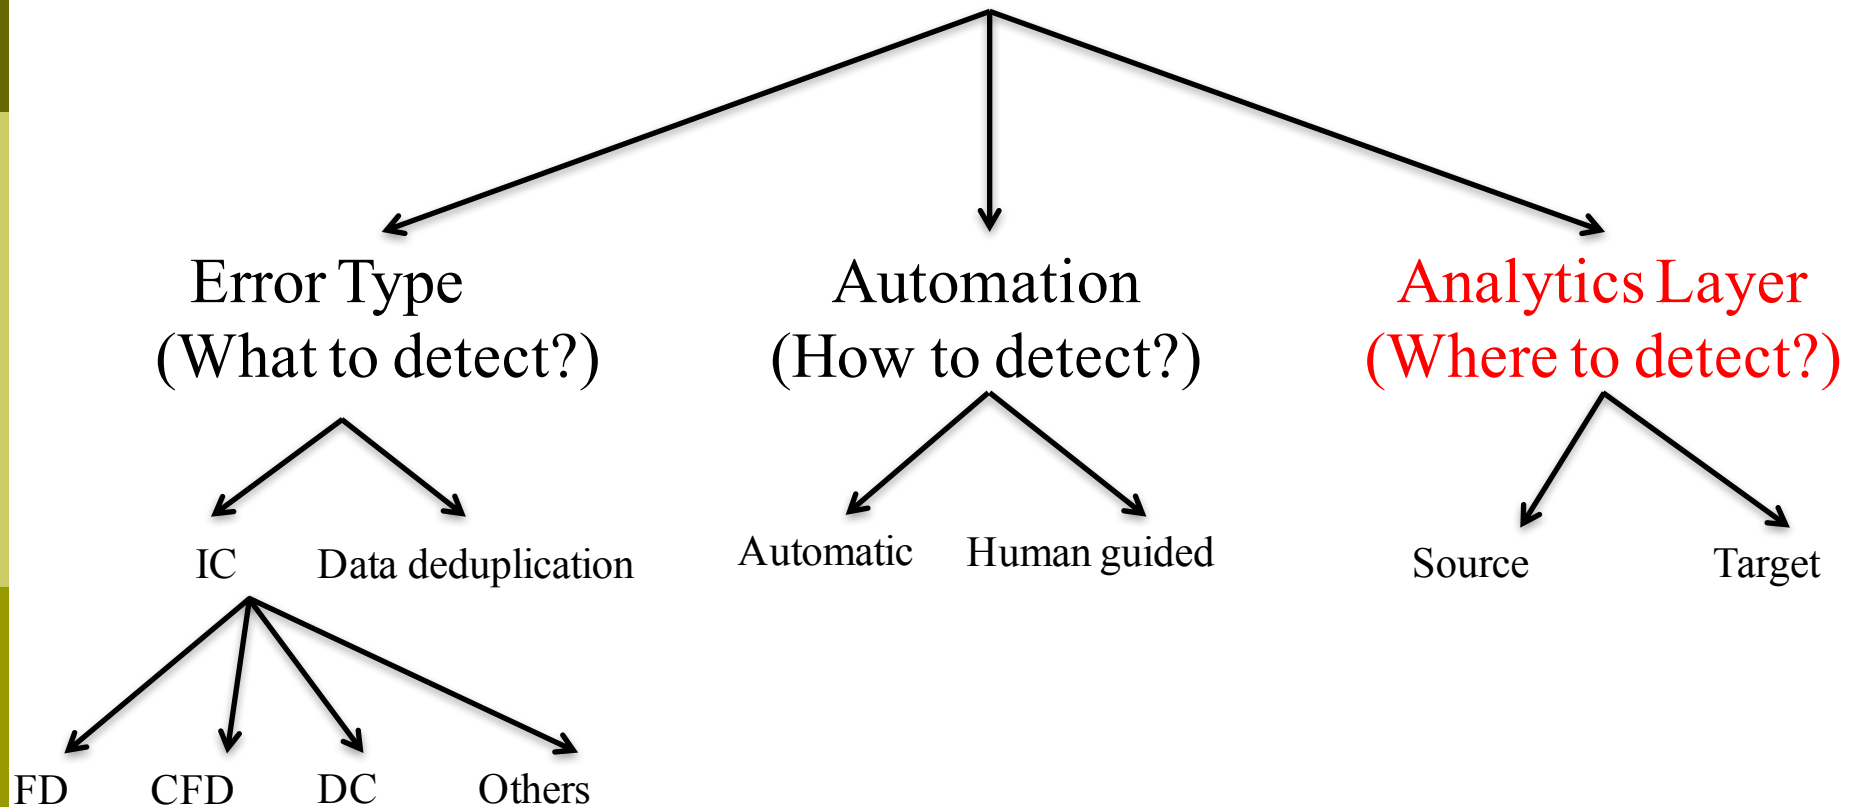 Error Type
(What to detect?)
Automation
(How to detect?)
Analytics Layer
(Where to detect?)
IC
Data deduplication
Automatic
Human guided
Source
Target
FD
CFD
DC
Others